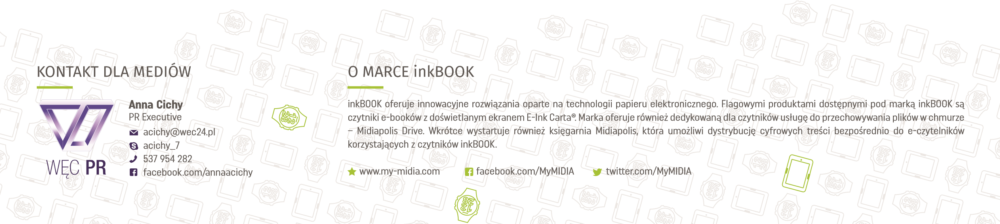 KONTAKT DLA MEDIÓW
WĘC PR
Anna Cichy
PR Executive
acichy@wec24.pl
acichy_7
537 954 282
facebook.com/annaacichy
O MARCE inkBOOK
inkBOOK oferuje innowacyjne rozwiązania oparte na technologii papieru elektronicznego. Flagowymi produktami dostępnymi pod marką inkBOOK są
czytniki e-booków z doświetlanym ekranem E-Ink Carta®. Marka oferuje również dedykowaną dla czytników usługę do przechowywania plików w chmurze
– Midiapolis Drive. Wkrótce wystartuje również księgarnia Midiapolis, która umożliwi dystrybucję cyfrowych treści bezpośrednio do e-czytelników
korzystających z czytników inkBOOK.
www.my-midia.com
facebook.com/MyMIDIA
twitter.com/MyMIDIA
12
28
12
28